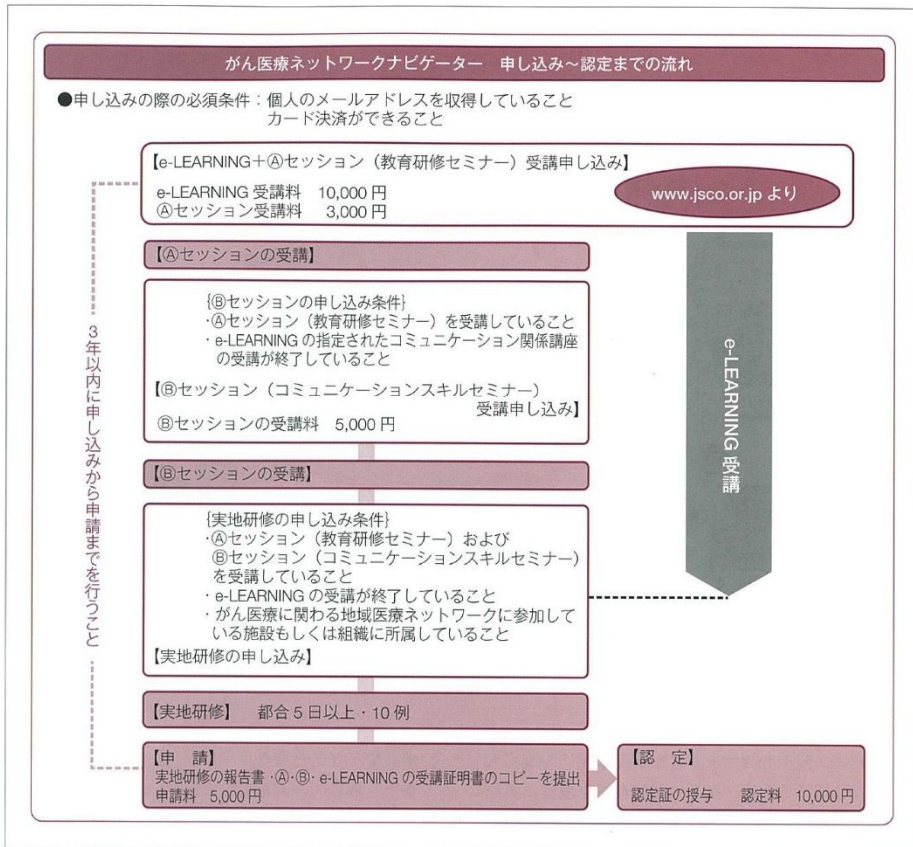 がん医療ネットワークナビゲーター 申し込み～認定までの流れ
●申し込みの際の必須条件：個人のメールアドレスを取得していること
カード決済ができること
【e-LEARNING＋Ⓐセッション（教育研修セミナー）受講申し込み】
e-LEARNING 受講料 10,000 円
Ⓐセッション受講料 3,000 円
www.jsco.or.jp より
【Ⓐセッションの受講】
{Ⓑセッションの申し込み条件}
・Ⓐセッション（教育研修セミナー）を受講していること
・e-LEARNING の指定されたコミュニケーション関係講座
の受講が終了していること
【Ⓑセッション（コミュニケーションスキルセミナー）
受講申し込み】
Ⓑセッションの受講料 5,000 円
【Ⓑセッションの受講】
{実地研修の申し込み条件}
・Ⓐセッション（教育研修セミナー）および
Ⓑセッション（コミュニケーションスキルセミナー）
を受講していること
・e-LEARNING の受講が終了していること
・がん医療に関わる地域医療ネットワークに参加して
いる施設もしくは組織に所属していること
【実地研修の申し込み】
【実地研修】 都合 5 日以上・10 例
【申 請】
実地研修の報告書・Ⓐ・Ⓑ・e-LEARNING の受講証明書のコピーを提出
申請料 5,000 円
【認 定】
認定証の授与 認定料 10,000 円
e-LEARNING 受講
3年以内に申し込みから申請までを行うこと